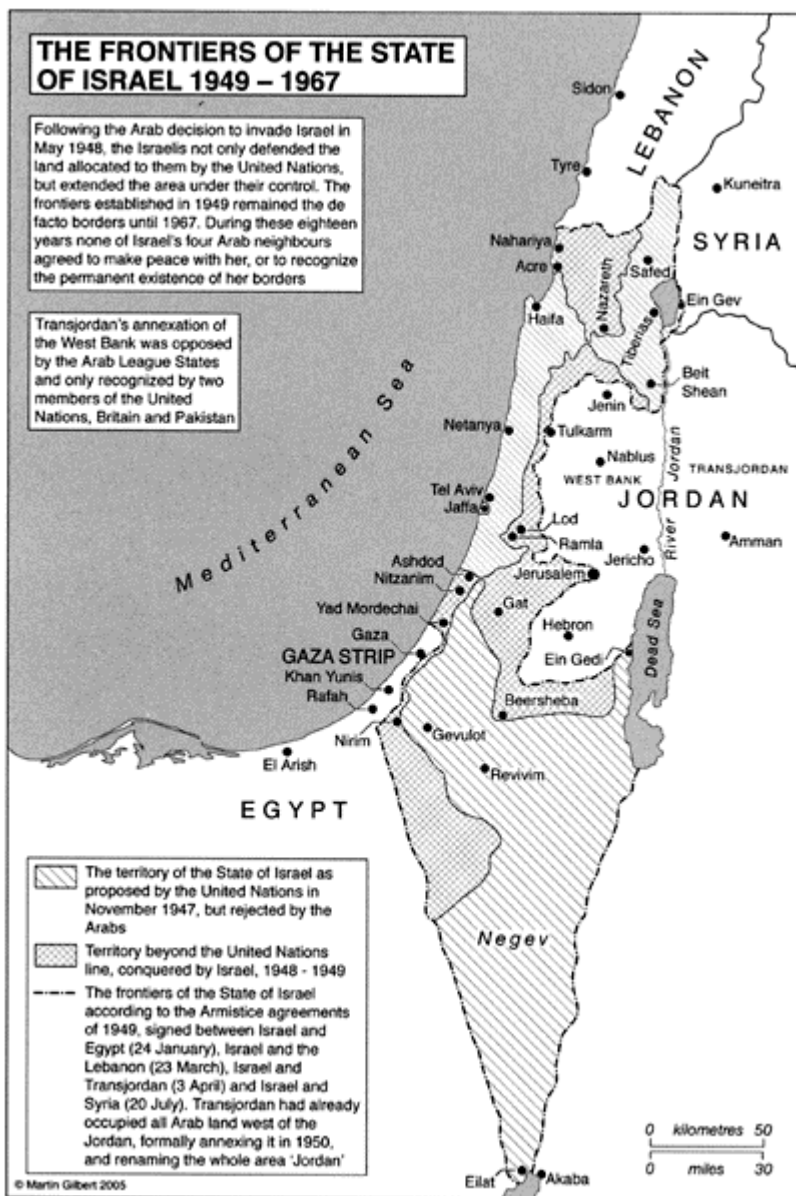 THE FRONTIERS OF THE STATE
OF ISRAEL 1949 – 1967
Following the Arab decision to invade Israel in
May 1948, the Israelis not only defended the
land allocated to them by the United Nations,
but extended the area under their control. The
frontiers established in 1949 remained the de
facto borders until 1967. During these eighteen
years none of Israel's four Arab neighbours
agreed to make peace with her, or to recognize
the permanent existence of her borders
Transjordan's annexation of
the West Bank was opposed
by the Arab League States
and only recognized by two
members of the United
Nations, Britain and Pakistan
Sidon
LEBANON
Tyre
Kuneitra
SYRIA
Nahariya
Acre
Safed
Nazareth
Haifa
Tiberias
Ein Gev
Beit
Shean
Jenin
Netanya
Tulkarm
Nablus
WEST BANK
TRANSJORDAN
JORDAN
River Jordan
Mediterranean Sea
Tel Aviv
Jaffa
Lod
Ramla
Amman
Jericho
Ashdod
Nitzanim
Jerusalem
Yad Mordechai
Gat
Gaza
Hebron
Dead Sea
GAZA STRIP
Ein Gedi
Khan Yunis
Rafah
Beersheba
Nirim
Gevulot
El Arish
Revivim
EGYPT
Negev
The territory of the State of Israel as
proposed by the United Nations in
November 1947, but rejected by the
Arabs
Territory beyond the United Nations
line, conquered by Israel, 1948 - 1949
The frontiers of the State of Israel
according to the Armistice agreements
of 1949, signed between Israel and
Egypt (24 January), Israel and the
Lebanon (23 March), Israel and
Transjordan (3 April) and Israel and
Syria (20 July). Transjordan had already
occupied all Arab land west of the
Jordan, formally annexing it in 1950,
and renaming the whole area 'Jordan'
0 kilometres 50
0 miles 30
Eilat
Akaba
© Martin Gilbert 2005